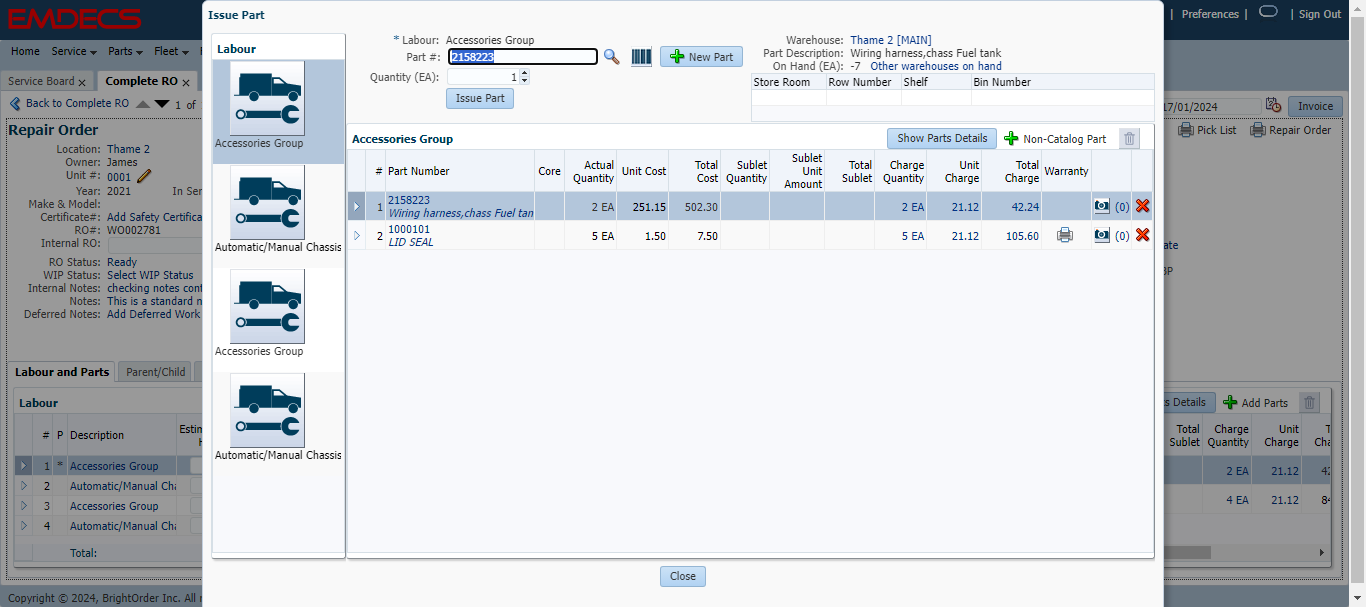 EMDECS
| Preferences | | Sign Out
Home Service Parts Fleet
Service Board × Complete RO ×
Back to Complete RO 1 of
17/01/2024 Invoice
Pick List Repair Order
Repair Order
Location: Thame 2
Owner: James
Unit #: 0001
Year: 2021 In Ser
Make & Model:
Certificate#: Add Safety Certifica
RO#: WO002781
Internal RO:
RO Status: Ready
WIP Status: Select WIP Status
Internal Notes: checking notes cont
Notes: This is a standard n
Deferred Notes: Add Deferred Work
ate
BP
Labour and Parts Parent/Child
Labour
# P Description Estim
H
1 * Accessories Group
2 Automatic/Manual Cha
3 Accessories Group
4 Automatic/Manual Cha
Total:
s Details Add Parts
Total Sublet Charge Quantity Unit Charge T
Cha
2 EA 21.12 42
4 EA 21.12 84
Copyright © 2024, BrightOrder Inc. All r
Issue Part
Labour
Accessories Group
Automatic/Manual Chassis
Accessories Group
Automatic/Manual Chassis
* Labour: Accessories Group
Part #: 2158223 New Part
Quantity (EA): 1
Issue Part
Warehouse: Thame 2 [MAIN]
Part Description: Wiring harness,chass Fuel tank
On Hand (EA): -7 Other warehouses on hand
Store Room Row Number Shelf Bin Number
Accessories Group Show Parts Details Non-Catalog Part
# Part Number Core Actual Quantity Unit Cost Total Cost Sublet Quantity Sublet Unit Amount Total Sublet Charge Quantity Unit Charge Total Charge Warranty
1 2158223 2 EA 251.15 502.30 2 EA 21.12 42.24 (0)
Wiring harness,chass Fuel tan
2 1000101 5 EA 1.50 7.50 5 EA 21.12 105.60 (0)
LID SEAL
Close